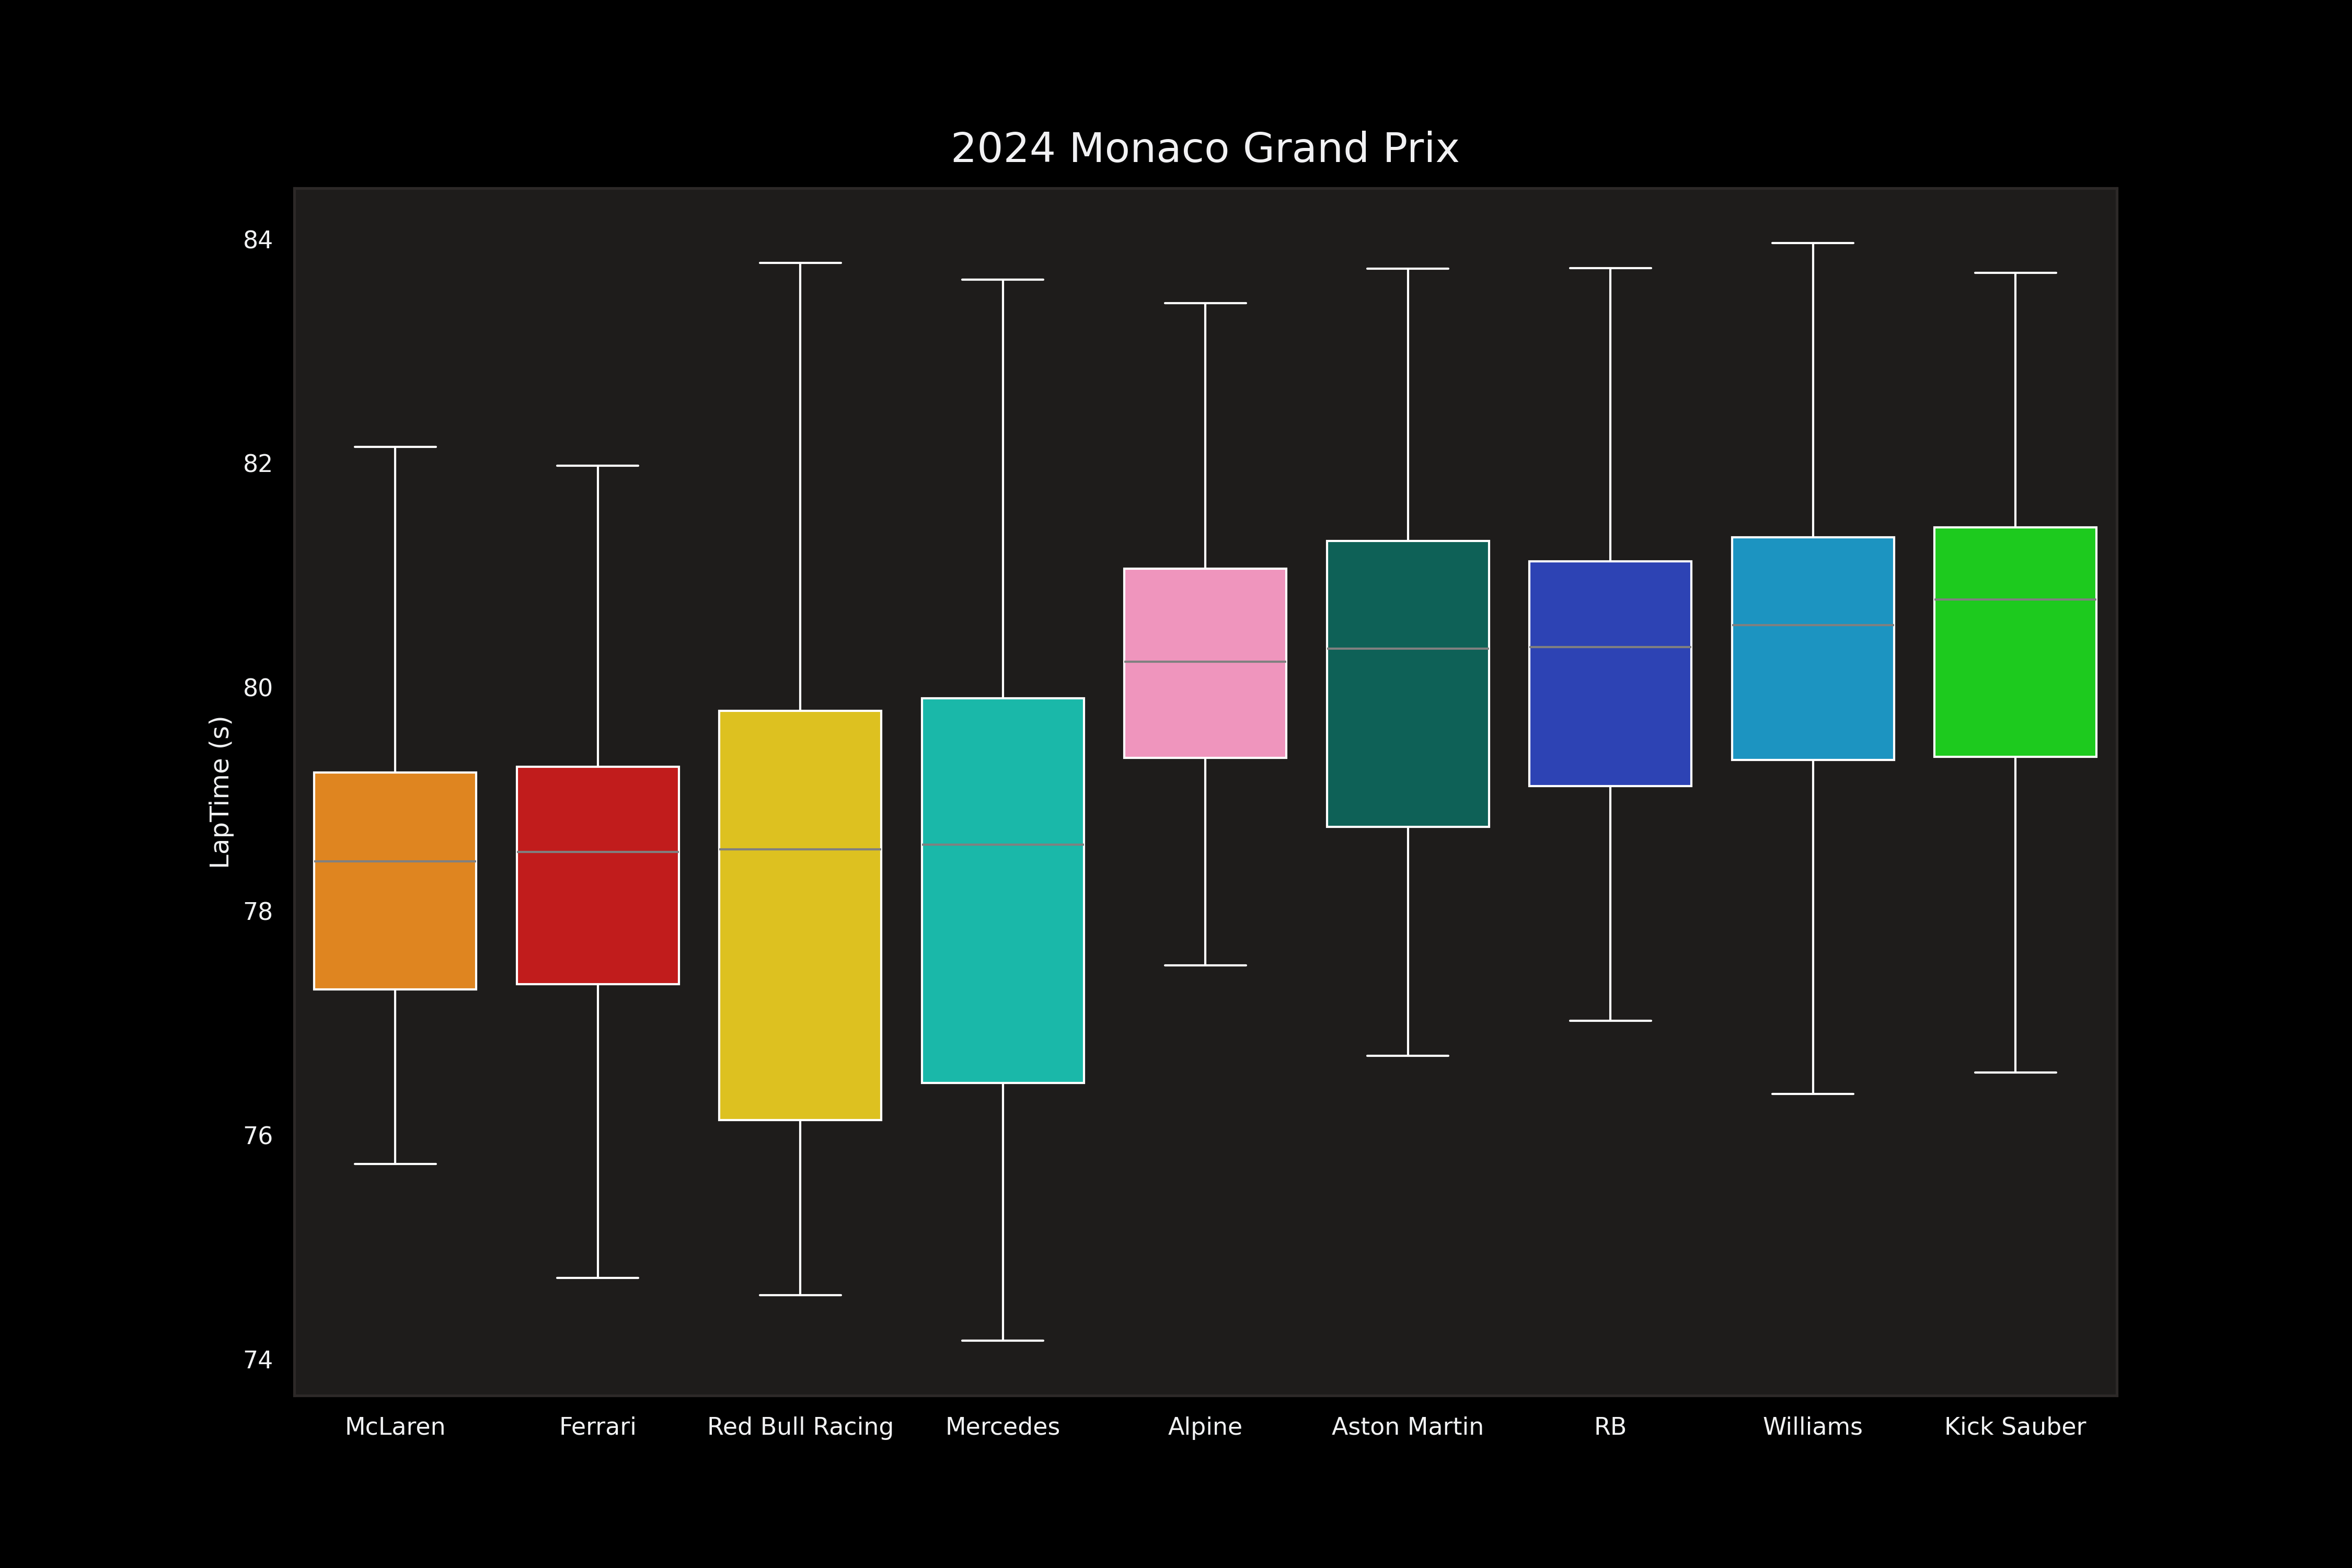 2024 Monaco Grand Prix
84
82
80
78
76
74
LapTime (s)
McLaren Ferrari Red Bull Racing Mercedes Alpine Aston Martin RB Williams Kick Sauber